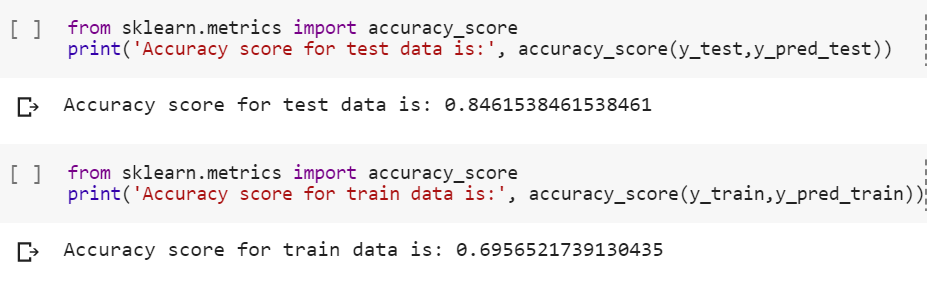 [ ] from sklearn.metrics import accuracy_score
print('Accuracy score for test data is:', accuracy_score(y_test,y_pred_test))
Accuracy score for test data is: 0.8461538461538461
[ ] from sklearn.metrics import accuracy_score
print('Accuracy score for train data is:', accuracy_score(y_train,y_pred_train))
Accuracy score for train data is: 0.6956521739130435